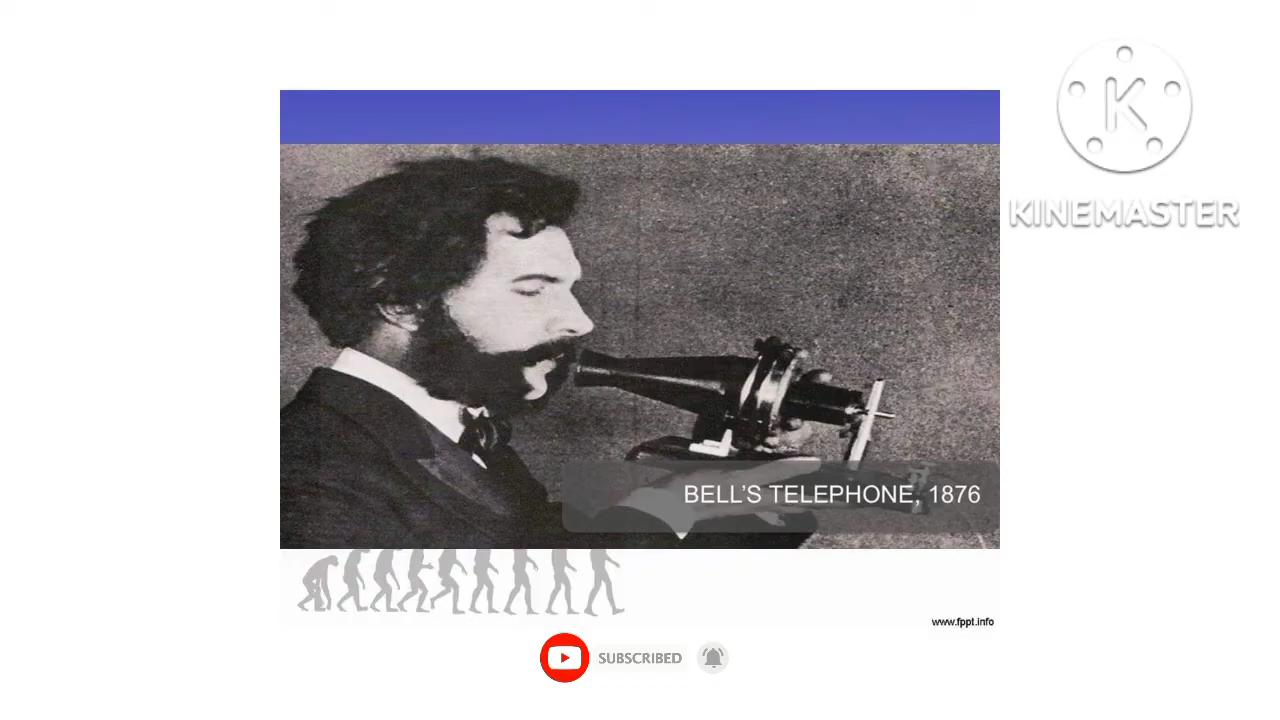 K
KINEMASTER
BELL'S TELEPHONE, 1876
www.fppt.info
SUBSCRIBED